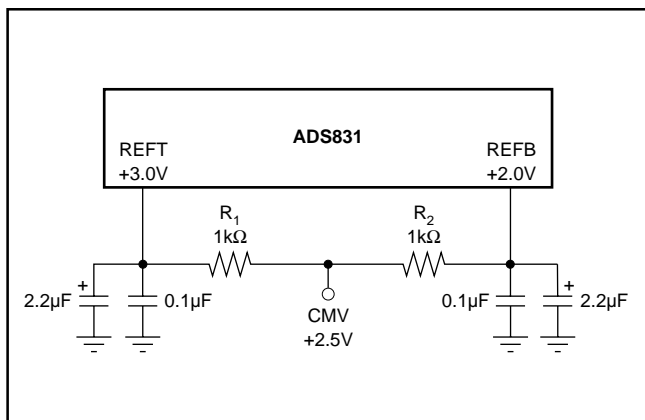 ADS831
REFT
+3.0V
REFB
+2.0V
R1
1kΩ
R2
1kΩ
+
2.2µF
0.1µF
CMV
+2.5V
0.1µF
+
2.2µF